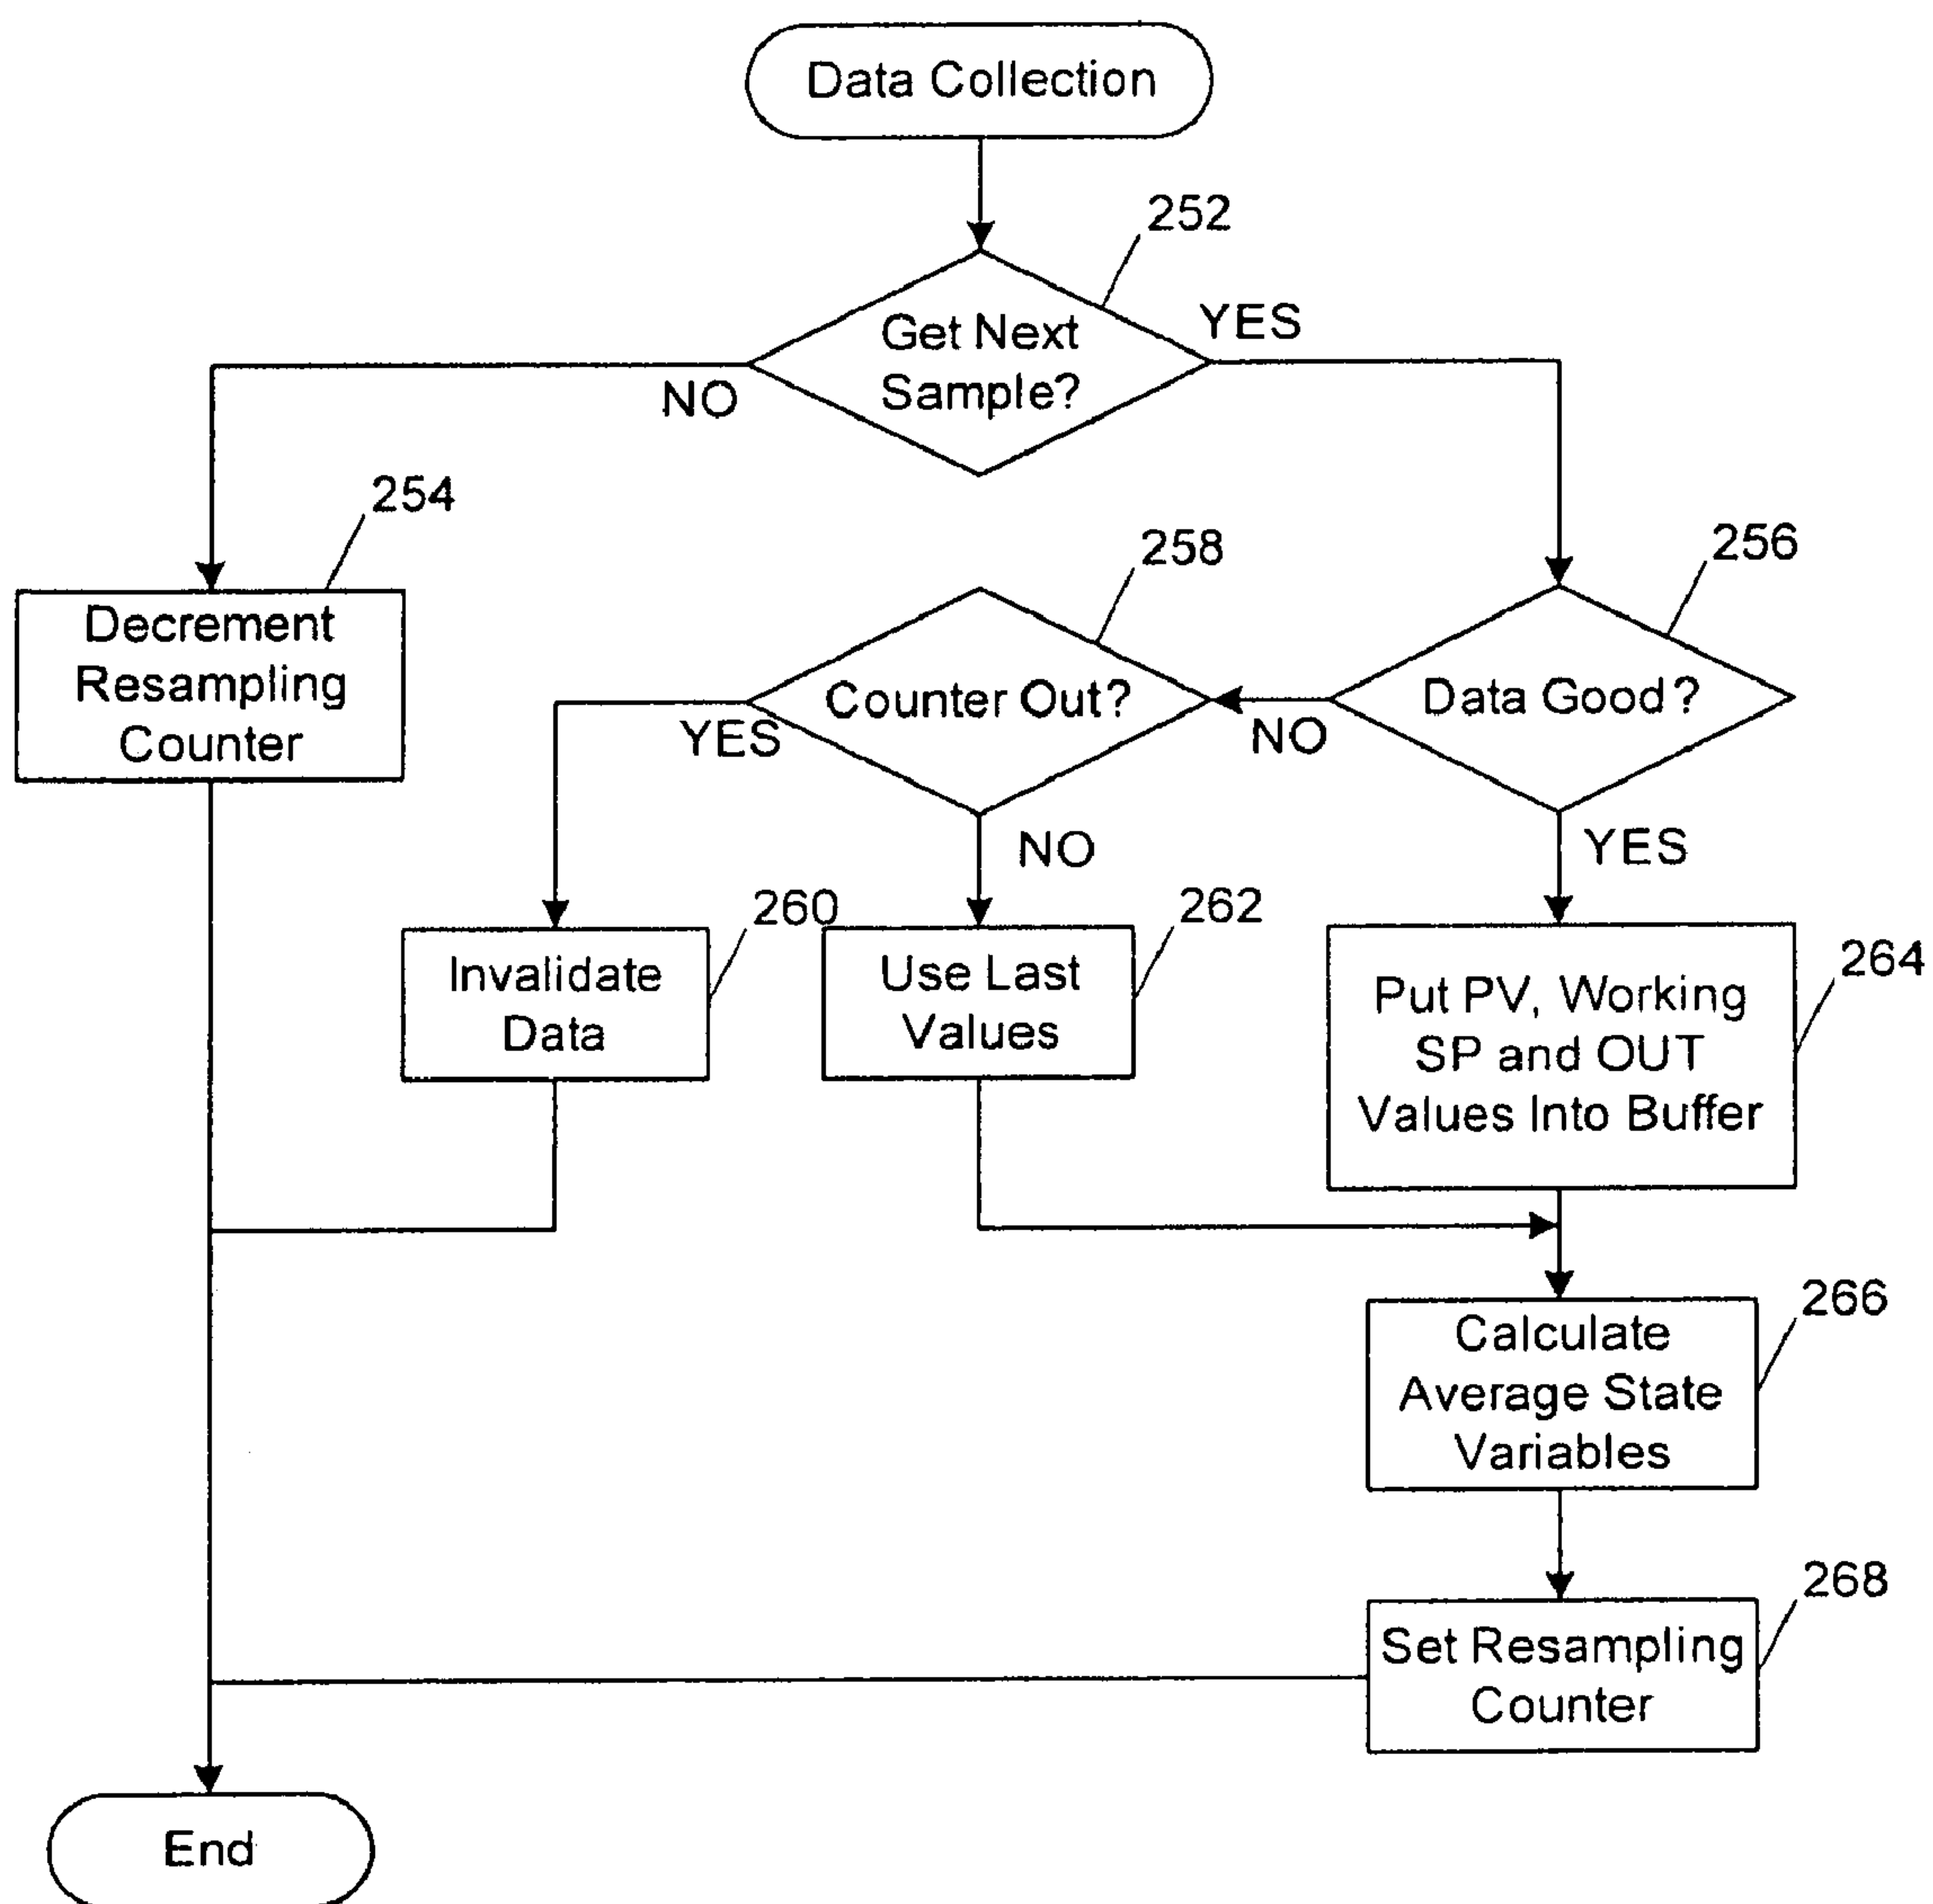 Data Collection
252
Get Next
Sample?
YES
NO
254
Decrement
Resampling
Counter
258
Counter Out?
YES
NO
256
Data Good?
NO
YES
260
Invalidate
Data
262
Use Last
Values
264
Put PV, Working
SP and OUT
Values Into Buffer
266
Calculate
Average State
Variables
268
Set Resampling
Counter
End